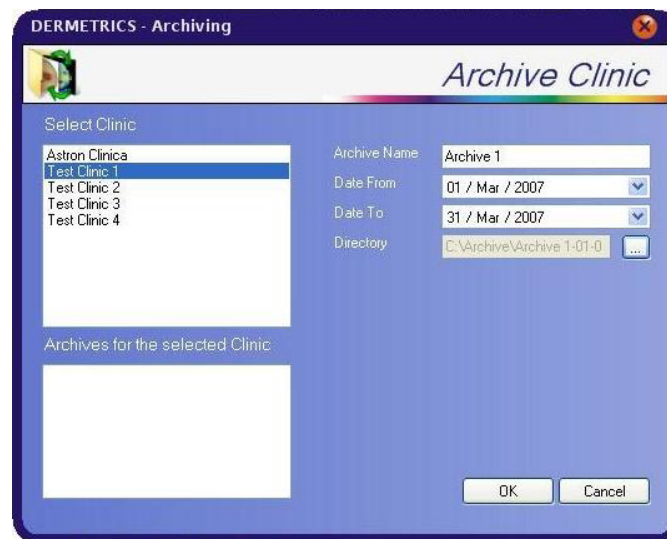 DERMETRICS - Archiving
Archive Clinic
Select Clinic
Astron Clinica
Test Clinic 1
Test Clinic 2
Test Clinic 3
Test Clinic 4
Archive Name
Archive 1
Date From
01 / Mar / 2007
Date To
31 / Mar / 2007
Directory
C:\Archive\Archive 1-01-0
...
Archives for the selected Clinic
OK
Cancel